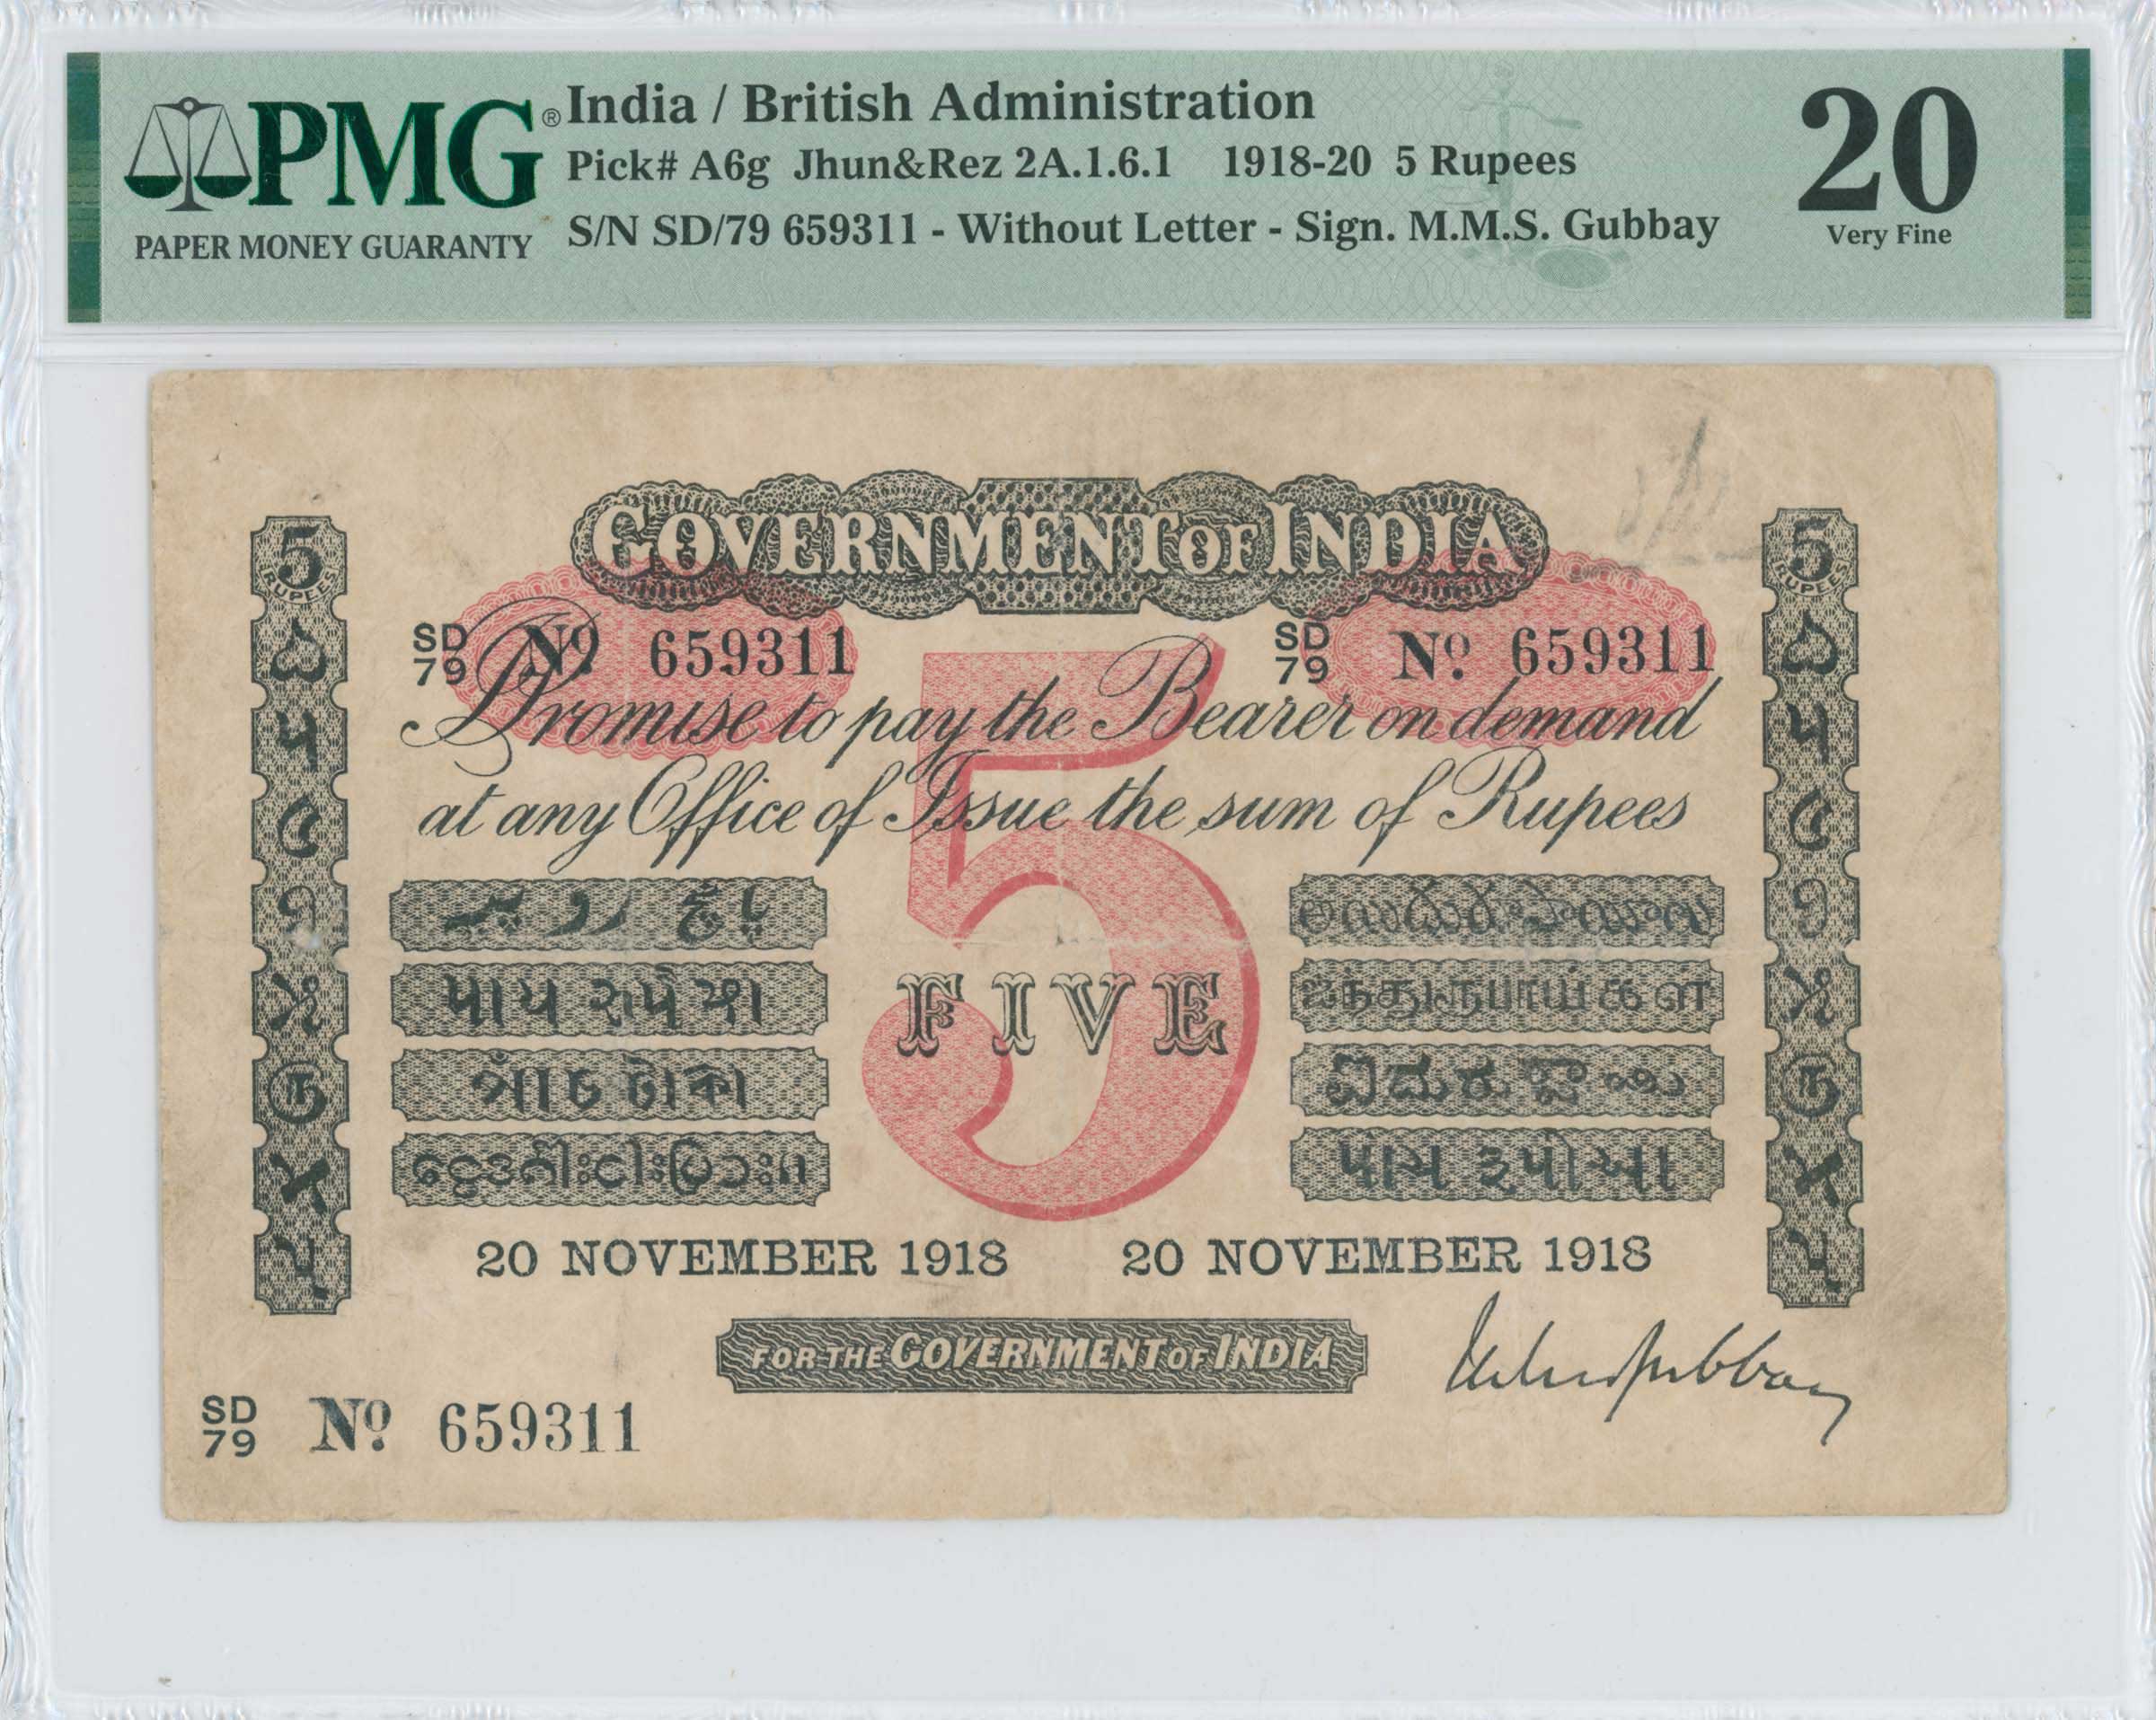 PMG® India / British Administration
Pick# A6g Jhun&Rez 2A.1.6.1 1918-20 5 Rupees
PAPER MONEY GUARANTY S/N SD/79 659311 - Without Letter - Sign. M.M.S. Gubbay
20
Very Fine
GOVERNMENT OF INDIA
5 RUPEES
5 RUPEES
SD/79 No. 659311
SD/79 No. 659311
Promise to pay the Bearer on demand
at any Office of Issue the sum of Rupees
5
FIVE
પાચ
পাঁচ টাকা
ஐந்துருபாய்கள்
20 NOVEMBER 1918 20 NOVEMBER 1918
FOR THE GOVERNMENT OF INDIA
SD/79 No. 659311